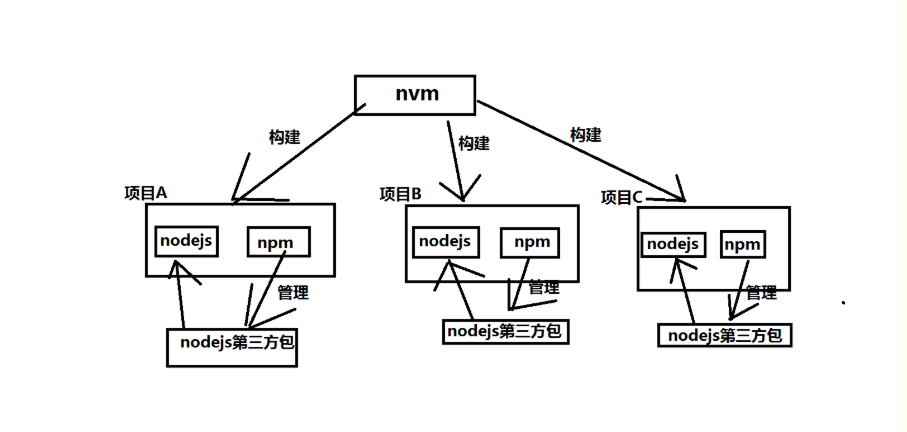 nvm
构建
构建
构建
项目A
项目B
项目C
nodejs
npm
nodejs
npm
nodejs
npm
管理
管理
管理
nodejs第三方包
nodejs第三方包
nodejs第三方包